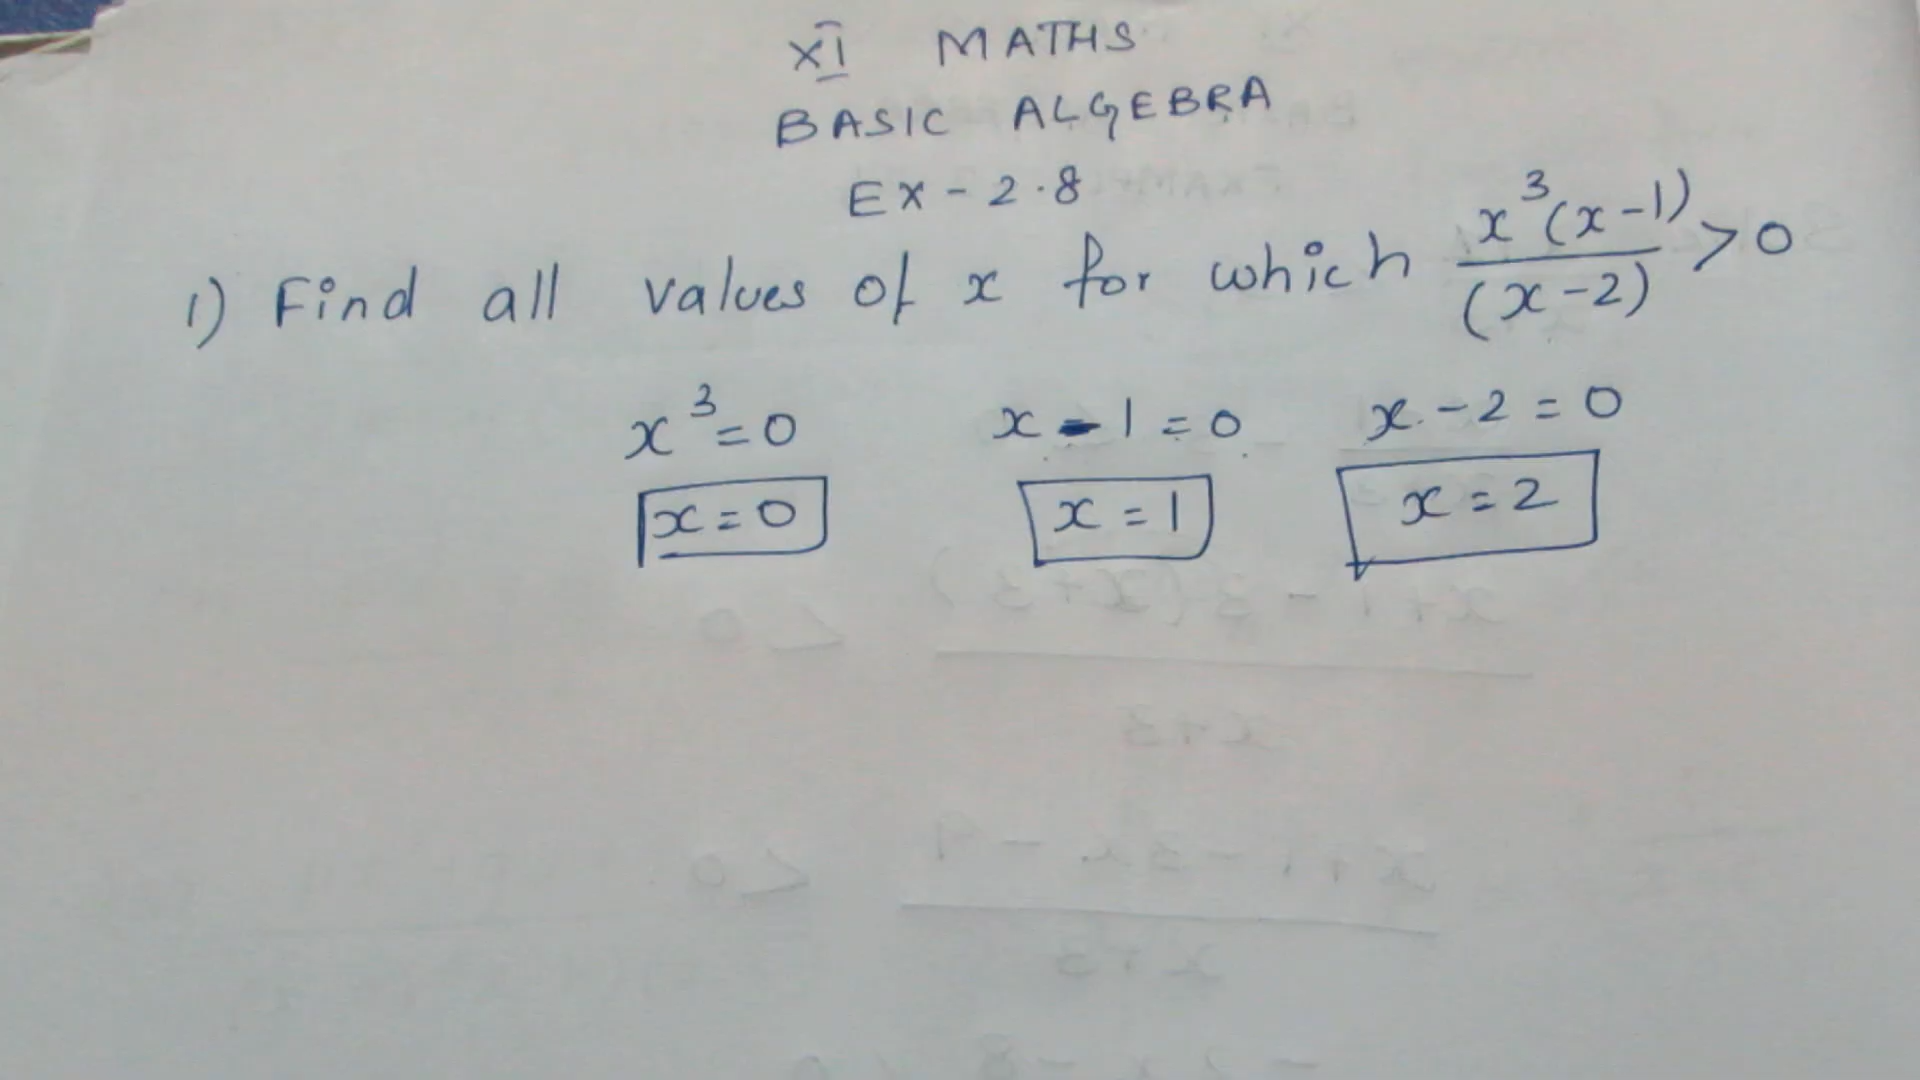 XI MATHS
BASIC ALGEBRA
EX - 2.8
1) Find all values of x for which x³(x-1)/(x-2) > 0
x³=0 x-1=0 x-2=0
x=0 x=1 x=2